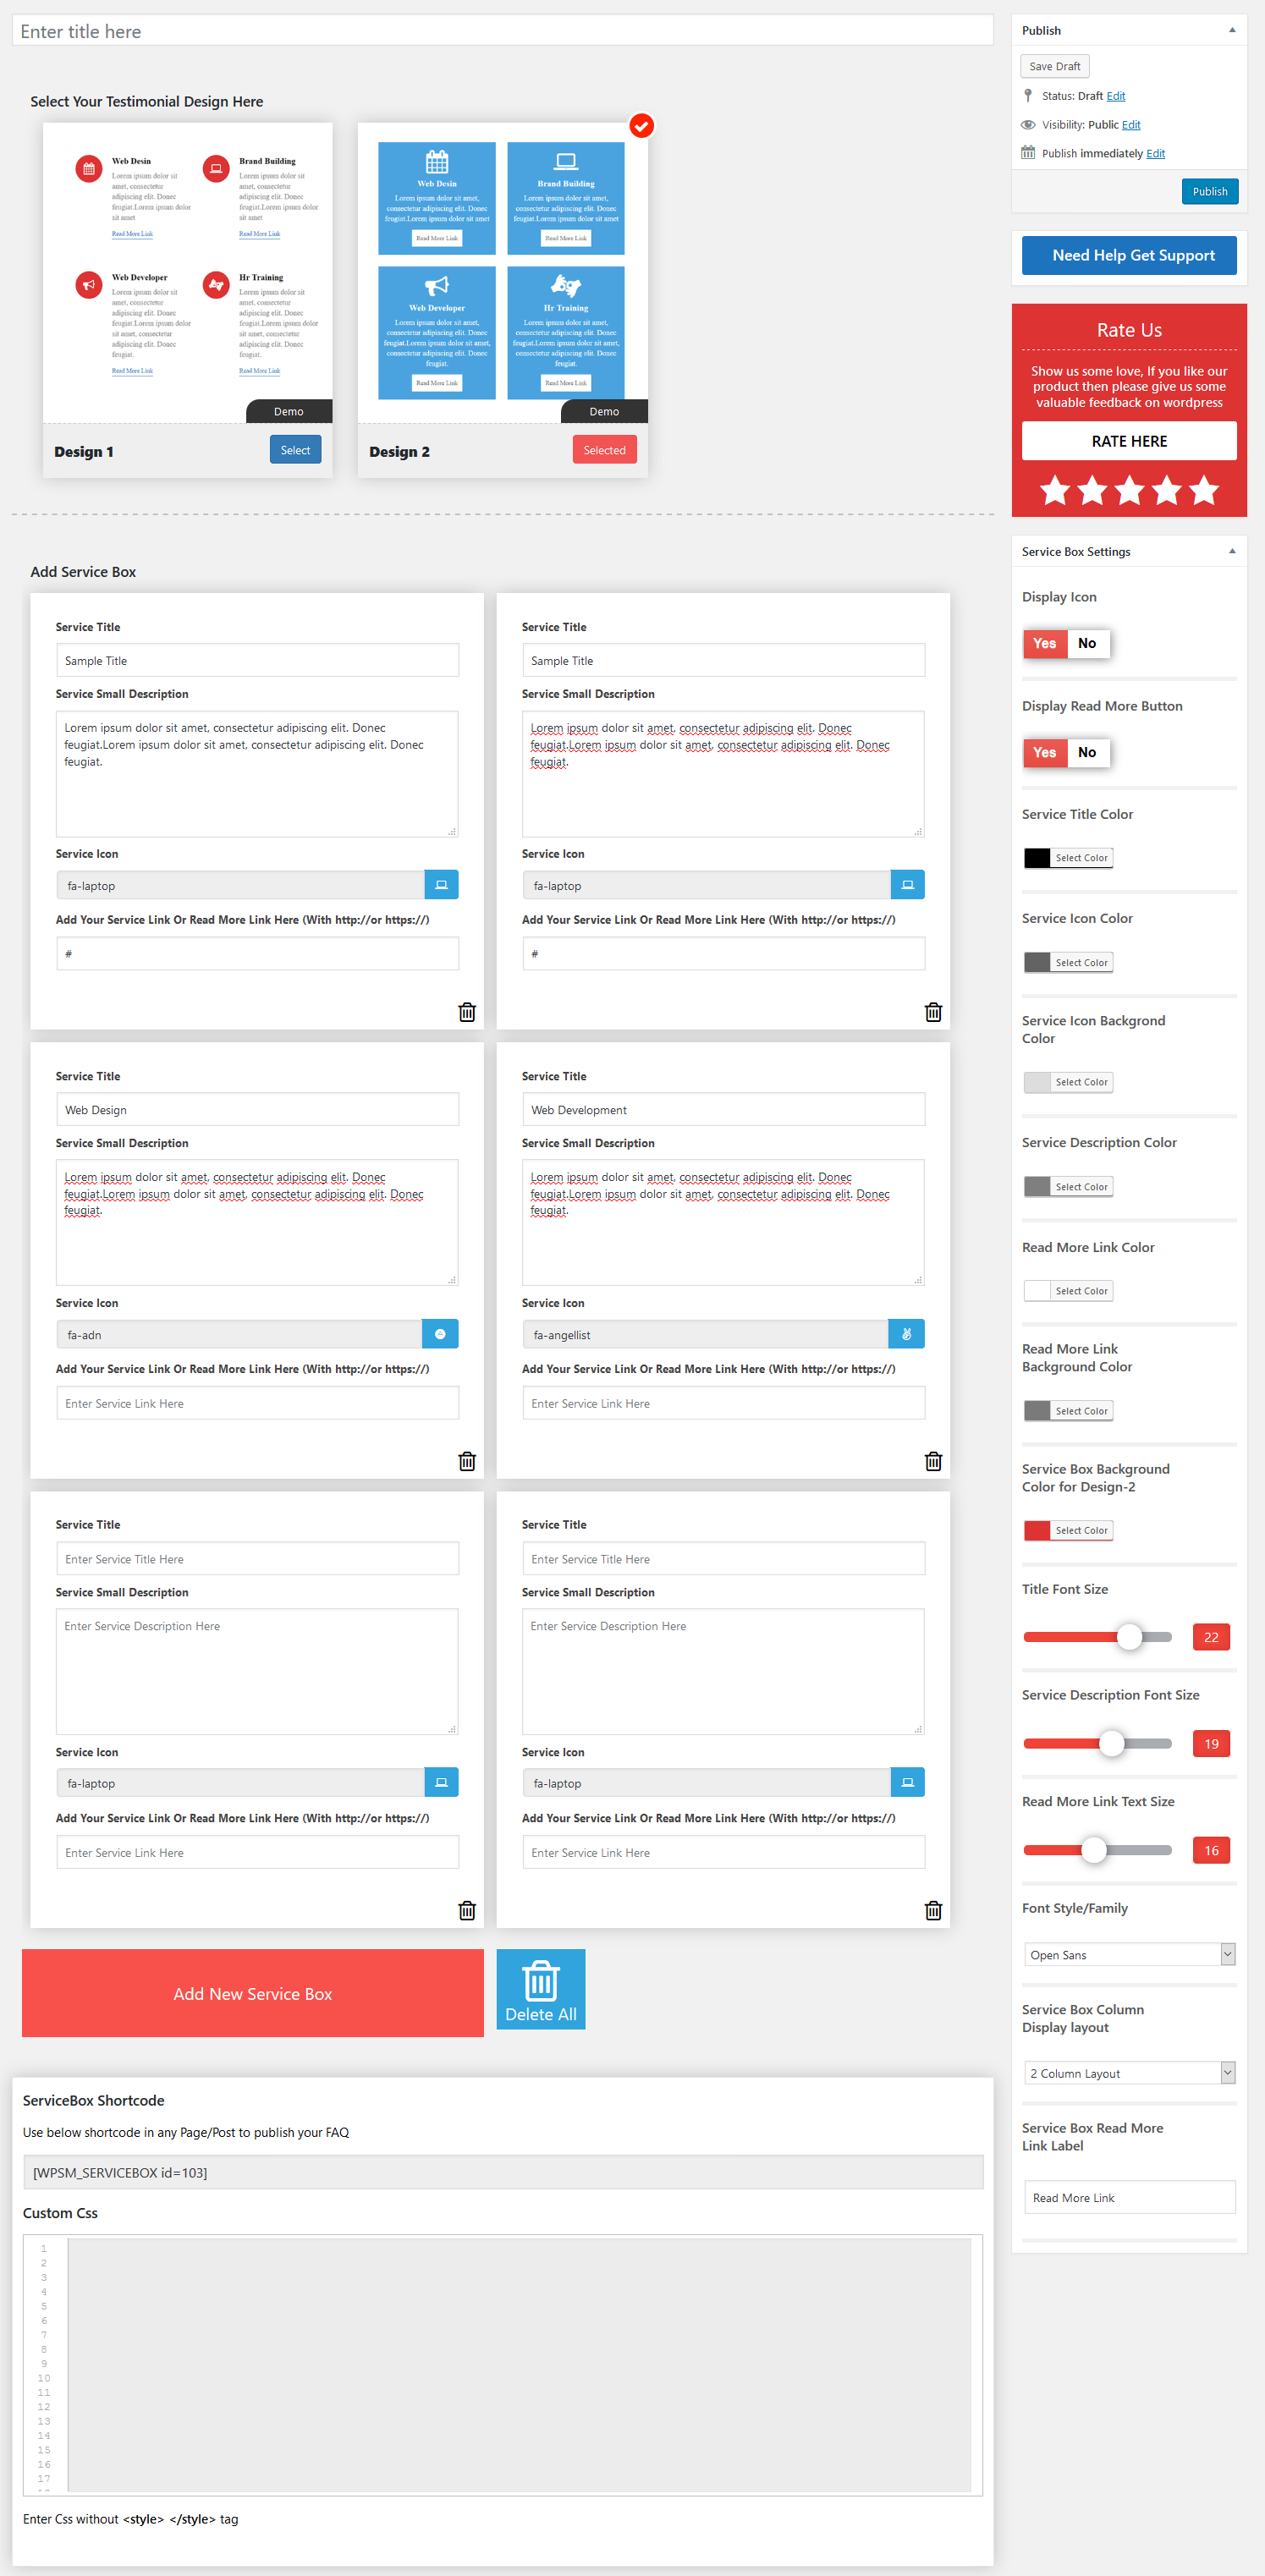 Enter title here
Select Your Testimonial Design Here
Web Desin
Lorem ipsum dolor sit
amet, consectetur
adipiscing elit. Donec
feugiat.Lorem ipsum dolor
sit amet
Read More Link
Brand Building
Lorem ipsum dolor sit
amet, consectetur
adipiscing elit. Donec
feugiat.Lorem ipsum dolor
sit amet
Read More Link
Web Developer
Lorem ipsum dolor sit
amet, consectetur
adipiscing elit. Donec
feugiat.Lorem ipsum dolor
sit amet, consectetur
adipiscing elit. Donec
feugiat.
Read More Link
Hr Training
Lorem ipsum dolor sit
amet, consectetur
adipiscing elit. Donec
feugiat.Lorem ipsum dolor
sit amet, consectetur
adipiscing elit. Donec
feugiat.
Read More Link
Demo
Design 1
Select
Web Desin
Lorem ipsum dolor sit amet,
consectetur adipiscing elit. Donec
feugiat.Lorem ipsum dolor sit amet
Read More Link
Brand Building
Lorem ipsum dolor sit amet,
consectetur adipiscing elit. Donec
feugiat.Lorem ipsum dolor sit amet
Read More Link
Web Developer
Lorem ipsum dolor sit amet,
consectetur adipiscing elit. Donec
feugiat.Lorem ipsum dolor sit amet,
consectetur adipiscing elit. Donec
feugiat.
Read More Link
Hr Training
Lorem ipsum dolor sit amet,
consectetur adipiscing elit. Donec
feugiat.Lorem ipsum dolor sit amet,
consectetur adipiscing elit. Donec
feugiat.
Read More Link
Demo
Design 2
Selected
Add Service Box
Service Title
Sample Title
Service Small Description
Lorem ipsum dolor sit amet, consectetur adipiscing elit. Donec
feugiat.Lorem ipsum dolor sit amet, consectetur adipiscing elit. Donec
feugiat.
Service Icon
fa-laptop
Add Your Service Link Or Read More Link Here (With http://or https://)
#
Service Title
Sample Title
Service Small Description
Lorem ipsum dolor sit amet, consectetur adipiscing elit. Donec
feugiat.Lorem ipsum dolor sit amet, consectetur adipiscing elit. Donec
feugiat.
Service Icon
fa-laptop
Add Your Service Link Or Read More Link Here (With http://or https://)
#
Service Title
Web Design
Service Small Description
Lorem ipsum dolor sit amet, consectetur adipiscing elit. Donec
feugiat.Lorem ipsum dolor sit amet, consectetur adipiscing elit. Donec
feugiat.
Service Icon
fa-adn
Add Your Service Link Or Read More Link Here (With http://or https://)
Enter Service Link Here
Service Title
Web Development
Service Small Description
Lorem ipsum dolor sit amet, consectetur adipiscing elit. Donec
feugiat.Lorem ipsum dolor sit amet, consectetur adipiscing elit. Donec
feugiat.
Service Icon
fa-angellist
Add Your Service Link Or Read More Link Here (With http://or https://)
Enter Service Link Here
Service Title
Enter Service Title Here
Service Small Description
Enter Service Description Here
Service Icon
fa-laptop
Add Your Service Link Or Read More Link Here (With http://or https://)
Enter Service Link Here
Service Title
Enter Service Title Here
Service Small Description
Enter Service Description Here
Service Icon
fa-laptop
Add Your Service Link Or Read More Link Here (With http://or https://)
Enter Service Link Here
Add New Service Box
Delete All
ServiceBox Shortcode
Use below shortcode in any Page/Post to publish your FAQ
[WPSM_SERVICEBOX id=103]
Custom Css
1
2
3
4
5
6
7
8
9
10
11
12
13
14
15
16
17
Enter Css without <style> </style> tag
Publish
Save Draft
Status: Draft Edit
Visibility: Public Edit
Publish immediately Edit
Publish
Need Help Get Support
Rate Us
Show us some love, If you like our
product then please give us some
valuable feedback on wordpress
RATE HERE
Service Box Settings
Display Icon
Yes No
Display Read More Button
Yes No
Service Title Color
Select Color
Service Icon Color
Select Color
Service Icon Backgrond
Color
Select Color
Service Description Color
Select Color
Read More Link Color
Select Color
Read More Link
Background Color
Select Color
Service Box Background
Color for Design-2
Select Color
Title Font Size
22
Service Description Font Size
19
Read More Link Text Size
16
Font Style/Family
Open Sans
Service Box Column
Display layout
2 Column Layout
Service Box Read More
Link Label
Read More Link